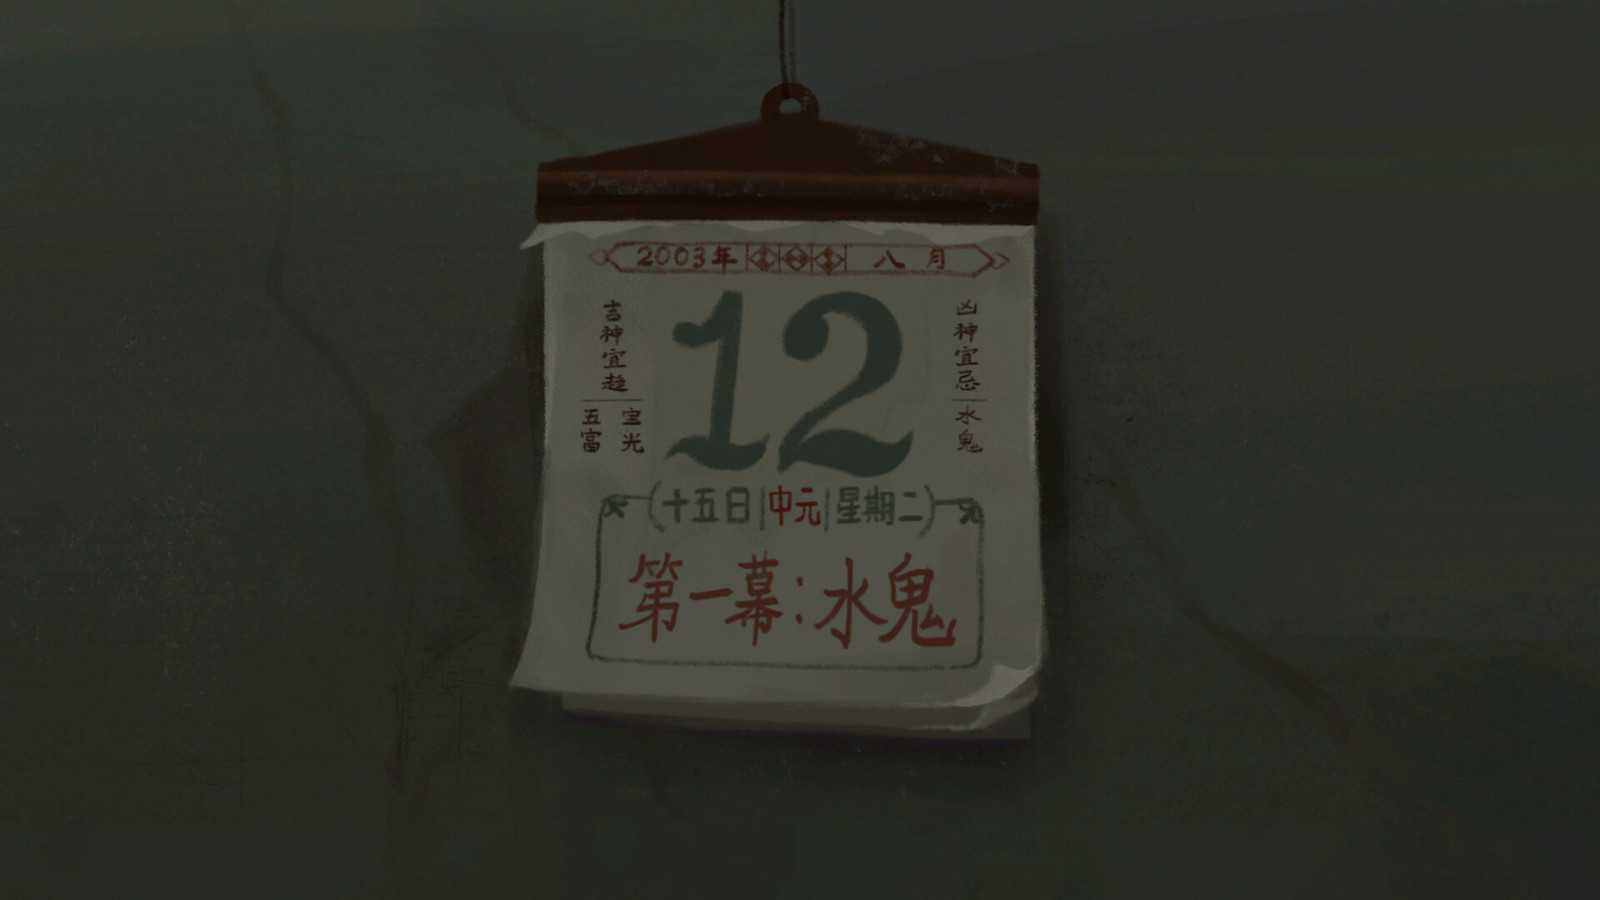 2003年 八月
吉神宜趋
宝光
五富
12
凶神宜忌
水鬼
十五日|中元|星期二
第一幕:水鬼